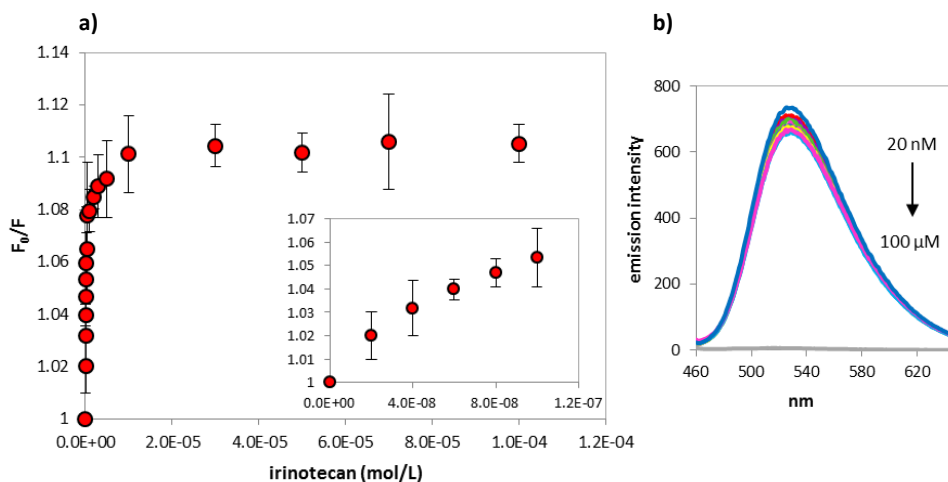 a)
1.14
1.12
1.1
1.08
1.06
1.04
1.02
1
F₀/F
0.0E+00 2.0E-05 4.0E-05 6.0E-05 8.0E-05 1.0E-04 1.2E-04
irinotecan (mol/L)
1.07
1.06
1.05
1.04
1.03
1.02
1.01
1
0.0E+00 4.0E-08 8.0E-08 1.2E-07
b)
800
600
400
200
0
emission intensity
20 nM
100 µM
460 500 540 580 620
nm